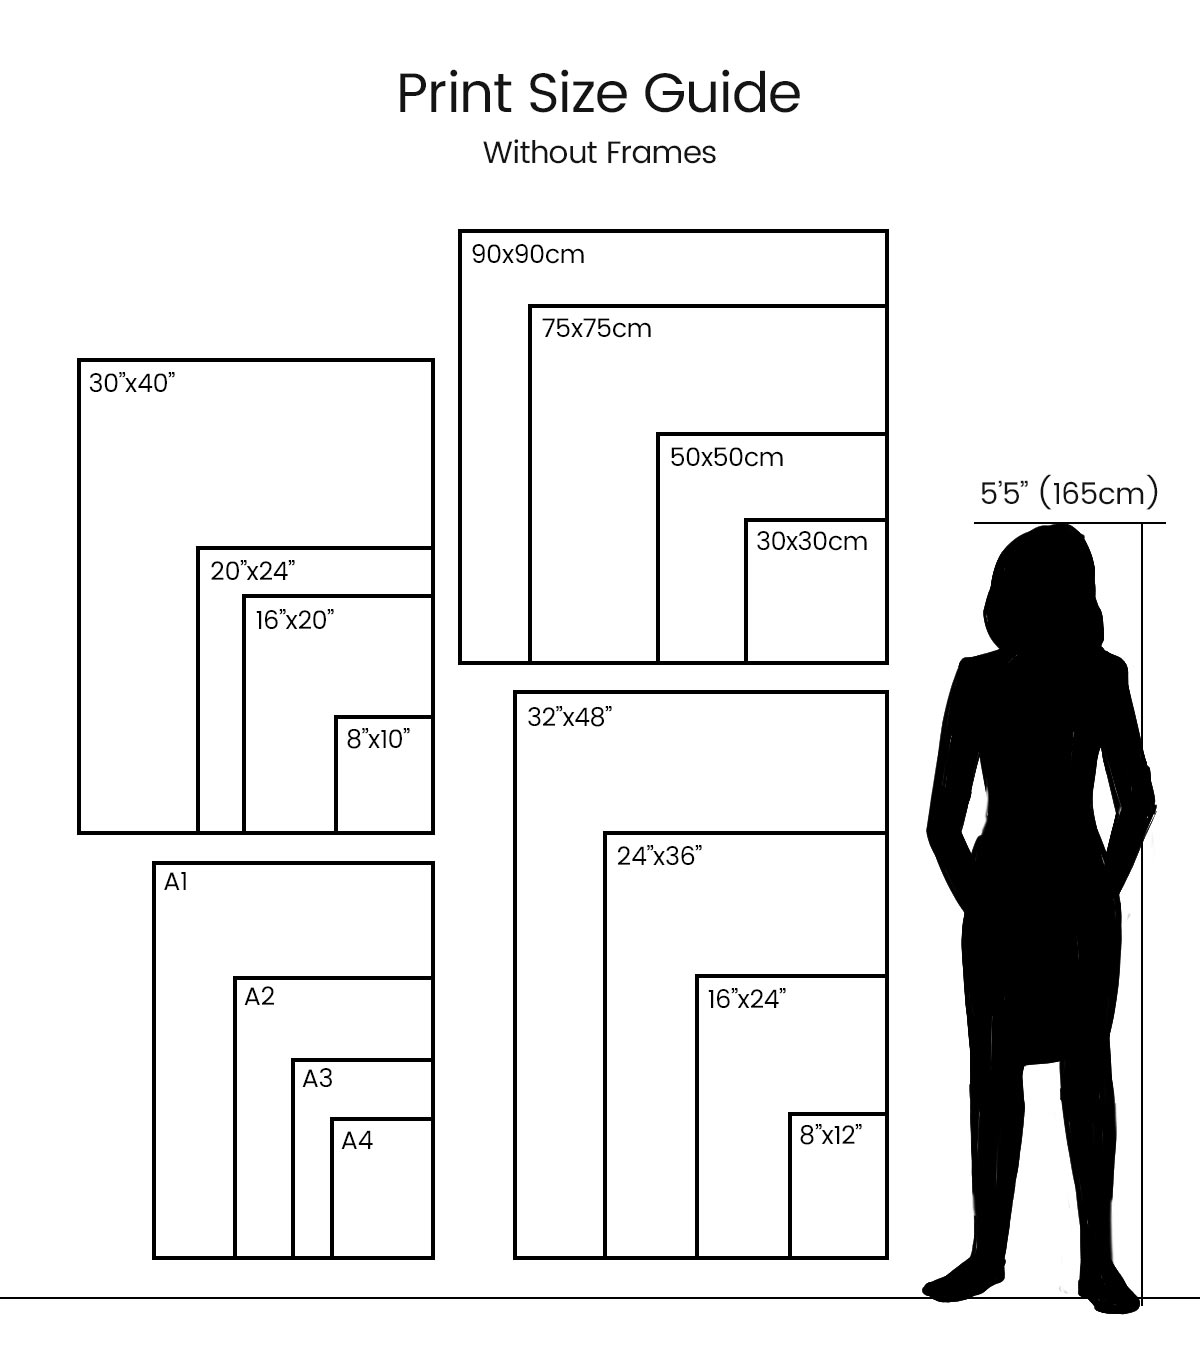 Print Size Guide
Without Frames
90x90cm
75x75cm
50x50cm
30x30cm
30”x40”
20”x24”
16”x20”
8”x10”
5’5” (165cm)
32”x48”
24”x36”
16”x24”
8”x12”
A1
A2
A3
A4